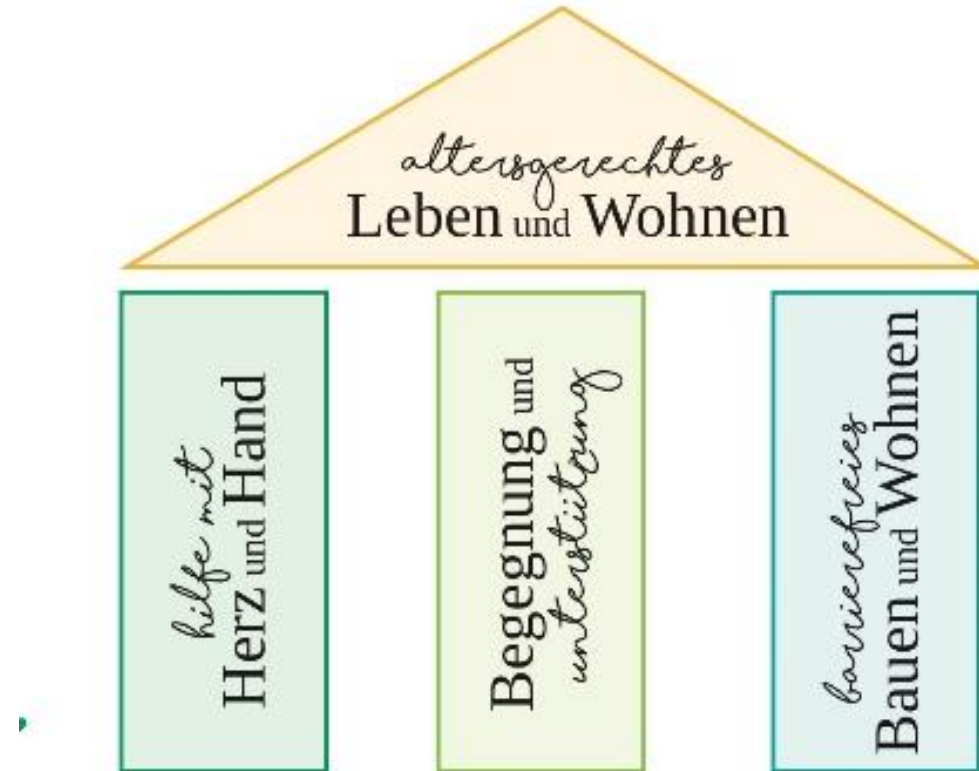 altersgerechtes
Leben und Wohnen
hilfe mit
Herz und Hand
Begegnung und
unterstützung
barrierefreies
Bauen und Wohnen